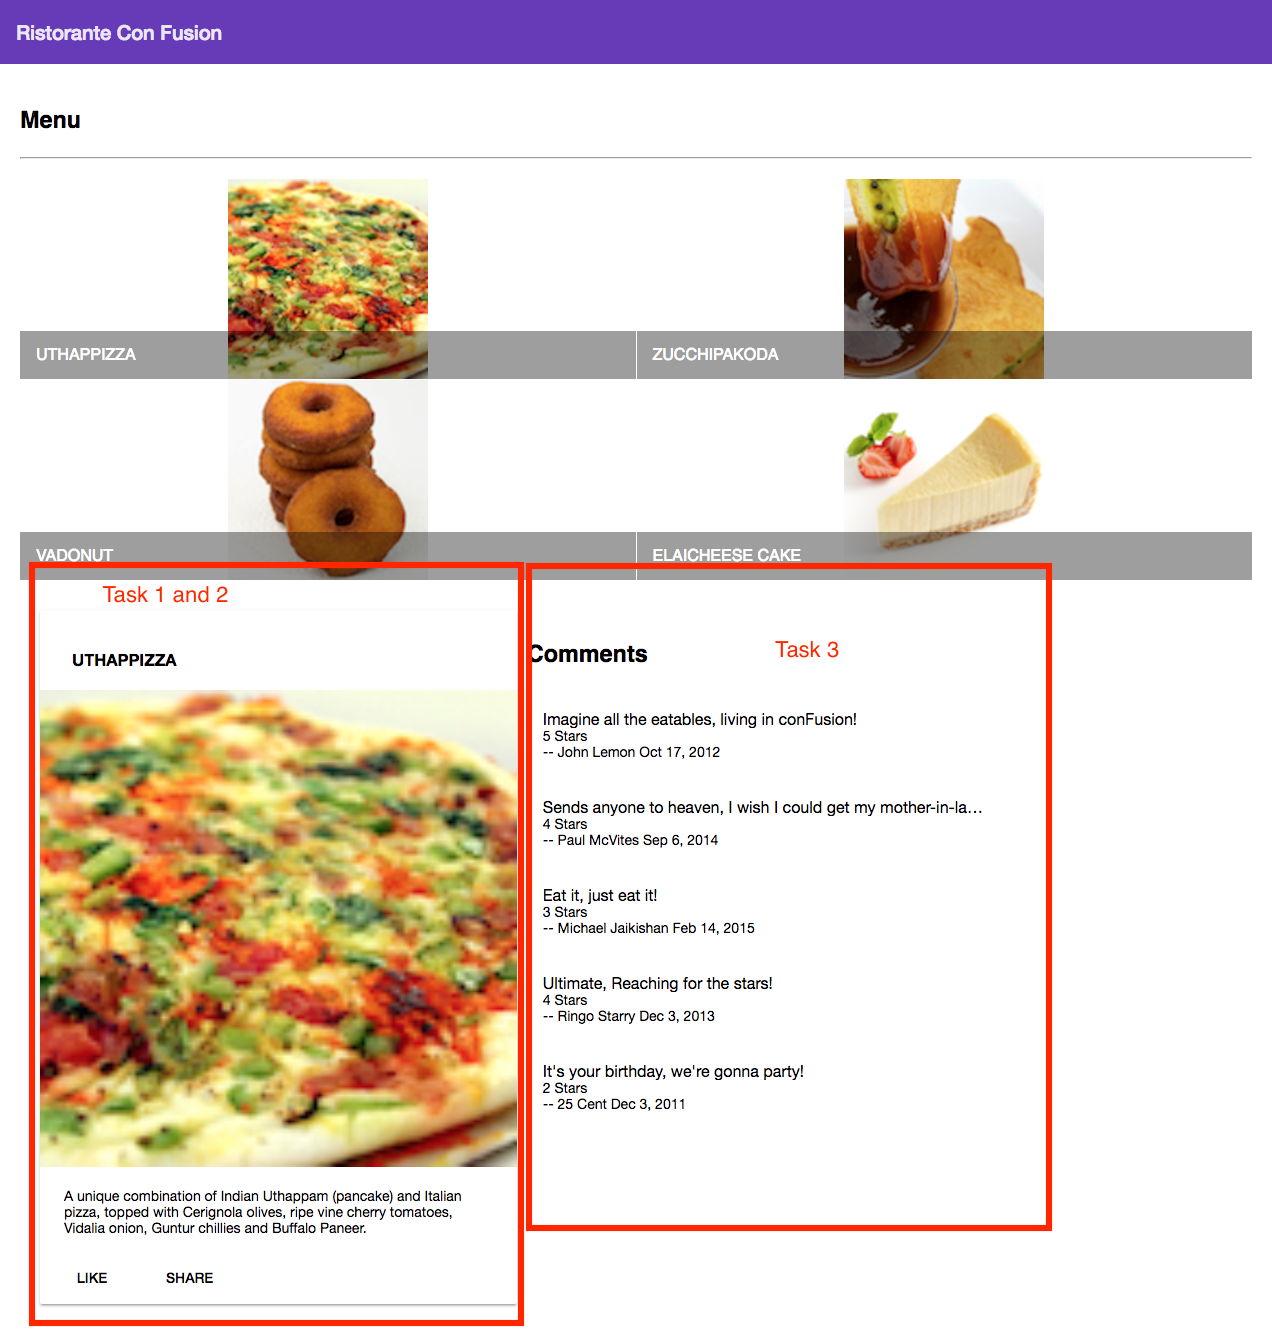 Ristorante Con Fusion
Menu
UTHAPPIZZA
ZUCCHIPAKODA
VADONUT
ELAICHEESE CAKE
Task 1 and 2
UTHAPPIZZA
A unique combination of Indian Uthappam (pancake) and Italian
pizza, topped with Cerignola olives, ripe vine cherry tomatoes,
Vidalia onion, Guntur chillies and Buffalo Paneer.
LIKE
SHARE
Task 3
Comments
Imagine all the eatables, living in conFusion!
5 Stars
-- John Lemon Oct 17, 2012
Sends anyone to heaven, I wish I could get my mother-in-la…
4 Stars
-- Paul McVites Sep 6, 2014
Eat it, just eat it!
3 Stars
-- Michael Jaikishan Feb 14, 2015
Ultimate, Reaching for the stars!
4 Stars
-- Ringo Starry Dec 3, 2013
It's your birthday, we're gonna party!
2 Stars
-- 25 Cent Dec 3, 2011